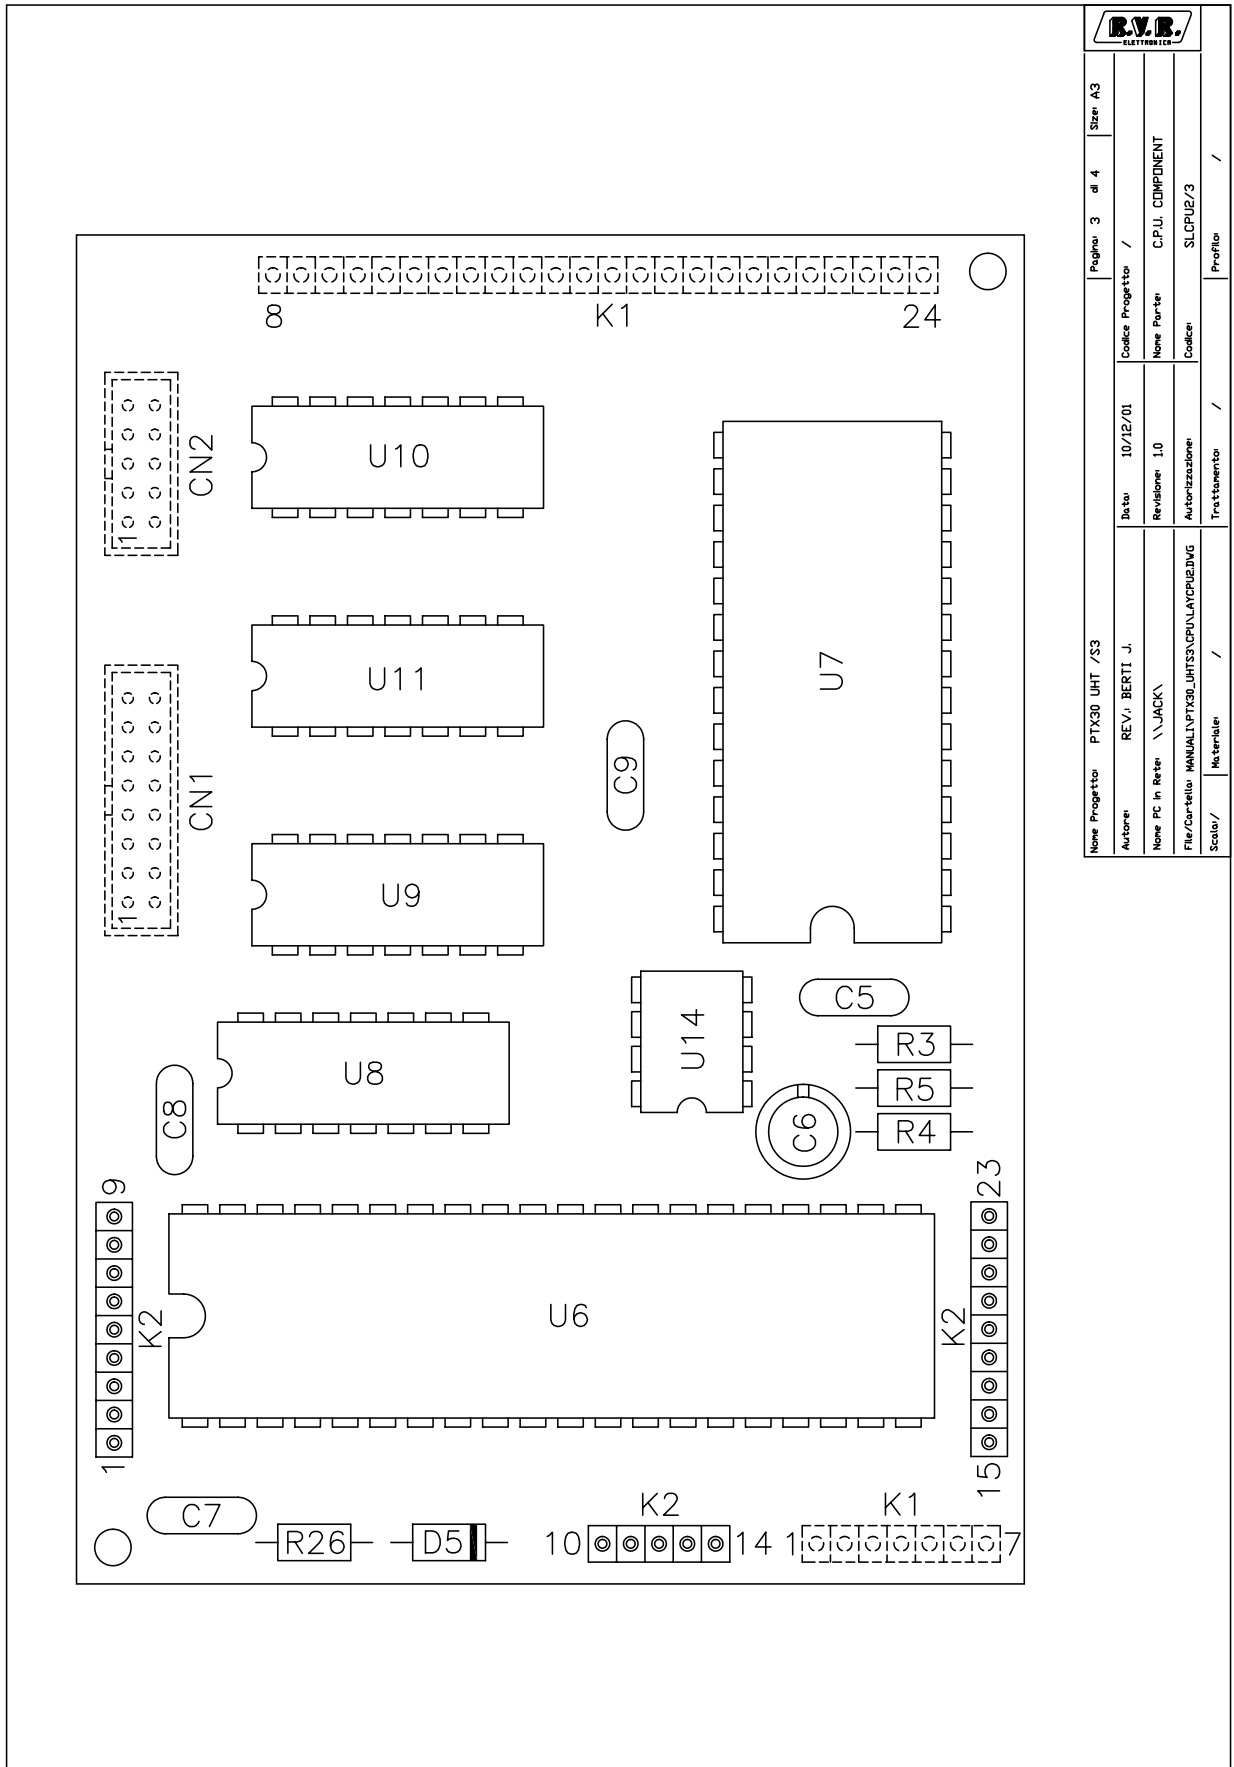 R.V.R.
ELETTRONICA
Nome Progetto: PTX30 UHT /S3
Pagina: 3 di 4
Size: A3
Autore: REV.: BERTI J.
Data: 10/12/01
Codice Progetto: /
Nome PC in Rete: \\JACK\
Revisione: 1.0
Nome Parte: C.P.U. COMPONENT
File/Cartella: MANUALI\PTX30_UHTS3\CPU\LAYCPU2.DWG
Autorizzazione:
Codice: SLCPU2/3
Scala: /
Materiale: /
Trattamento: /
Profilo: /
8
K1
24
1
CN2
U10
U7
U11
1
CN1
C9
U9
U14
C5
R3
U8
R5
C8
C6
R4
9
23
K2
U6
K2
1
15
C7
K2
K1
R26
D5
10
14
1
7